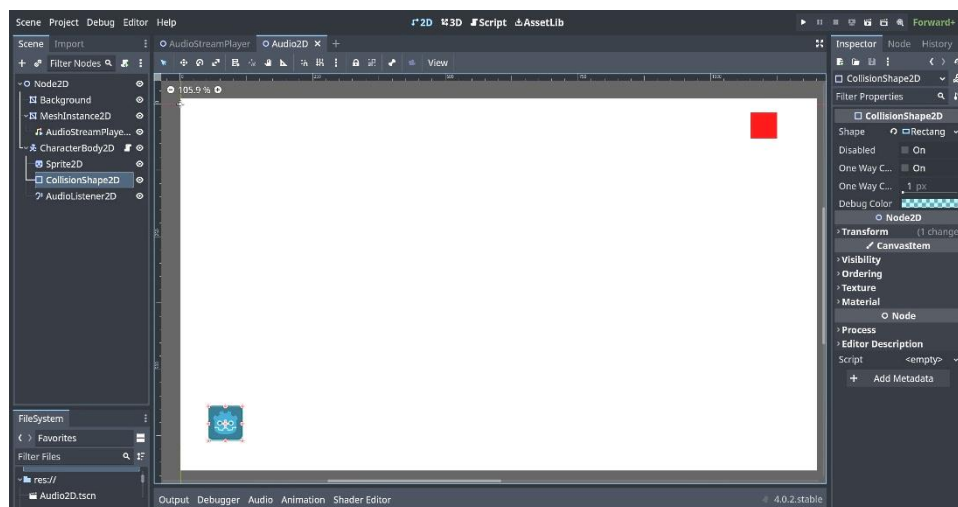 Scene Project Debug Editor Help
2D 3D Script AssetLib
Forward+
Scene Import
Filter Nodes
Node2D
Background
MeshInstance2D
AudioStreamPlaye...
CharacterBody2D
Sprite2D
CollisionShape2D
AudioListener2D
FileSystem
Favorites
Filter Files
res://
Audio2D.tscn
AudioStreamPlayer Audio2D
View
105.9 %
Output Debugger Audio Animation Shader Editor
4.0.2.stable
Inspector Node History
CollisionShape2D
Filter Properties
CollisionShape2D
Shape Rectang
Disabled On
One Way C... On
One Way C... 1 px
Debug Color
Node2D
Transform (1 change
CanvasItem
Visibility
Ordering
Texture
Material
Node
Process
Editor Description
Script <empty>
+ Add Metadata